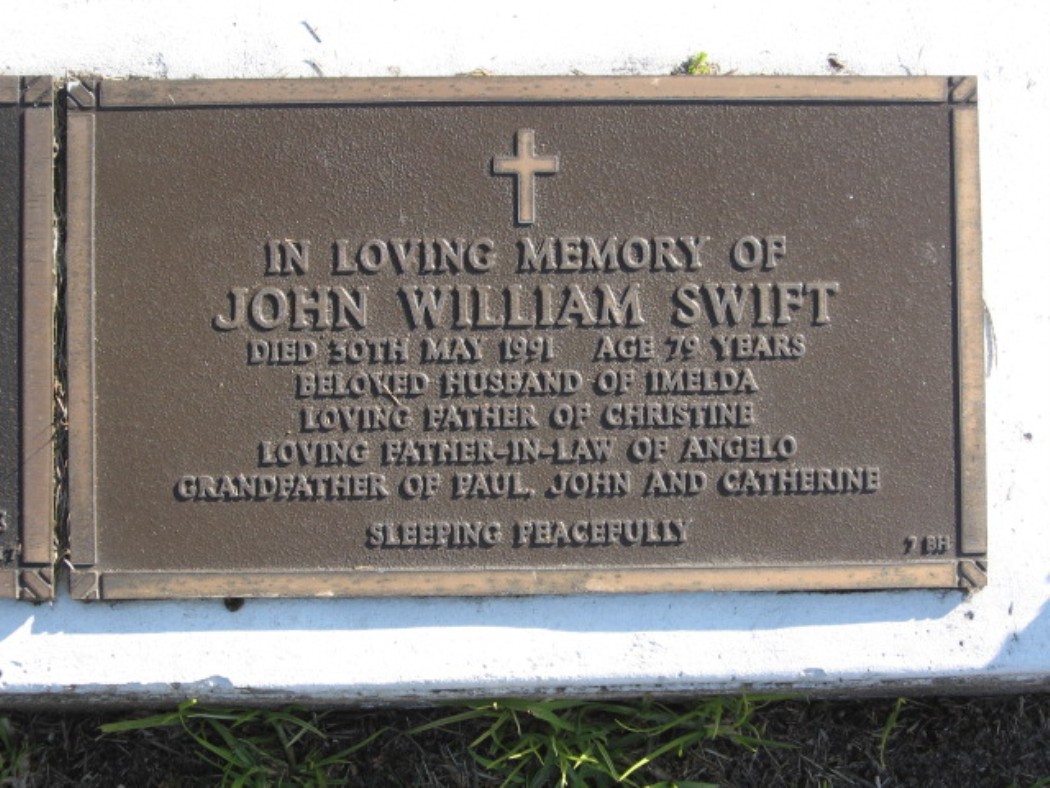 IN LOVING MEMORY OF
JOHN WILLIAM SWIFT
DIED 30TH MAY 1991 AGE 79 YEARS
BELOVED HUSBAND OF IMELDA
LOVING FATHER OF CHRISTINE
LOVING FATHER-IN-LAW OF ANGELO
GRANDFATHER OF PAUL, JOHN AND CATHERINE
SLEEPING PEACEFULLY
7 BH